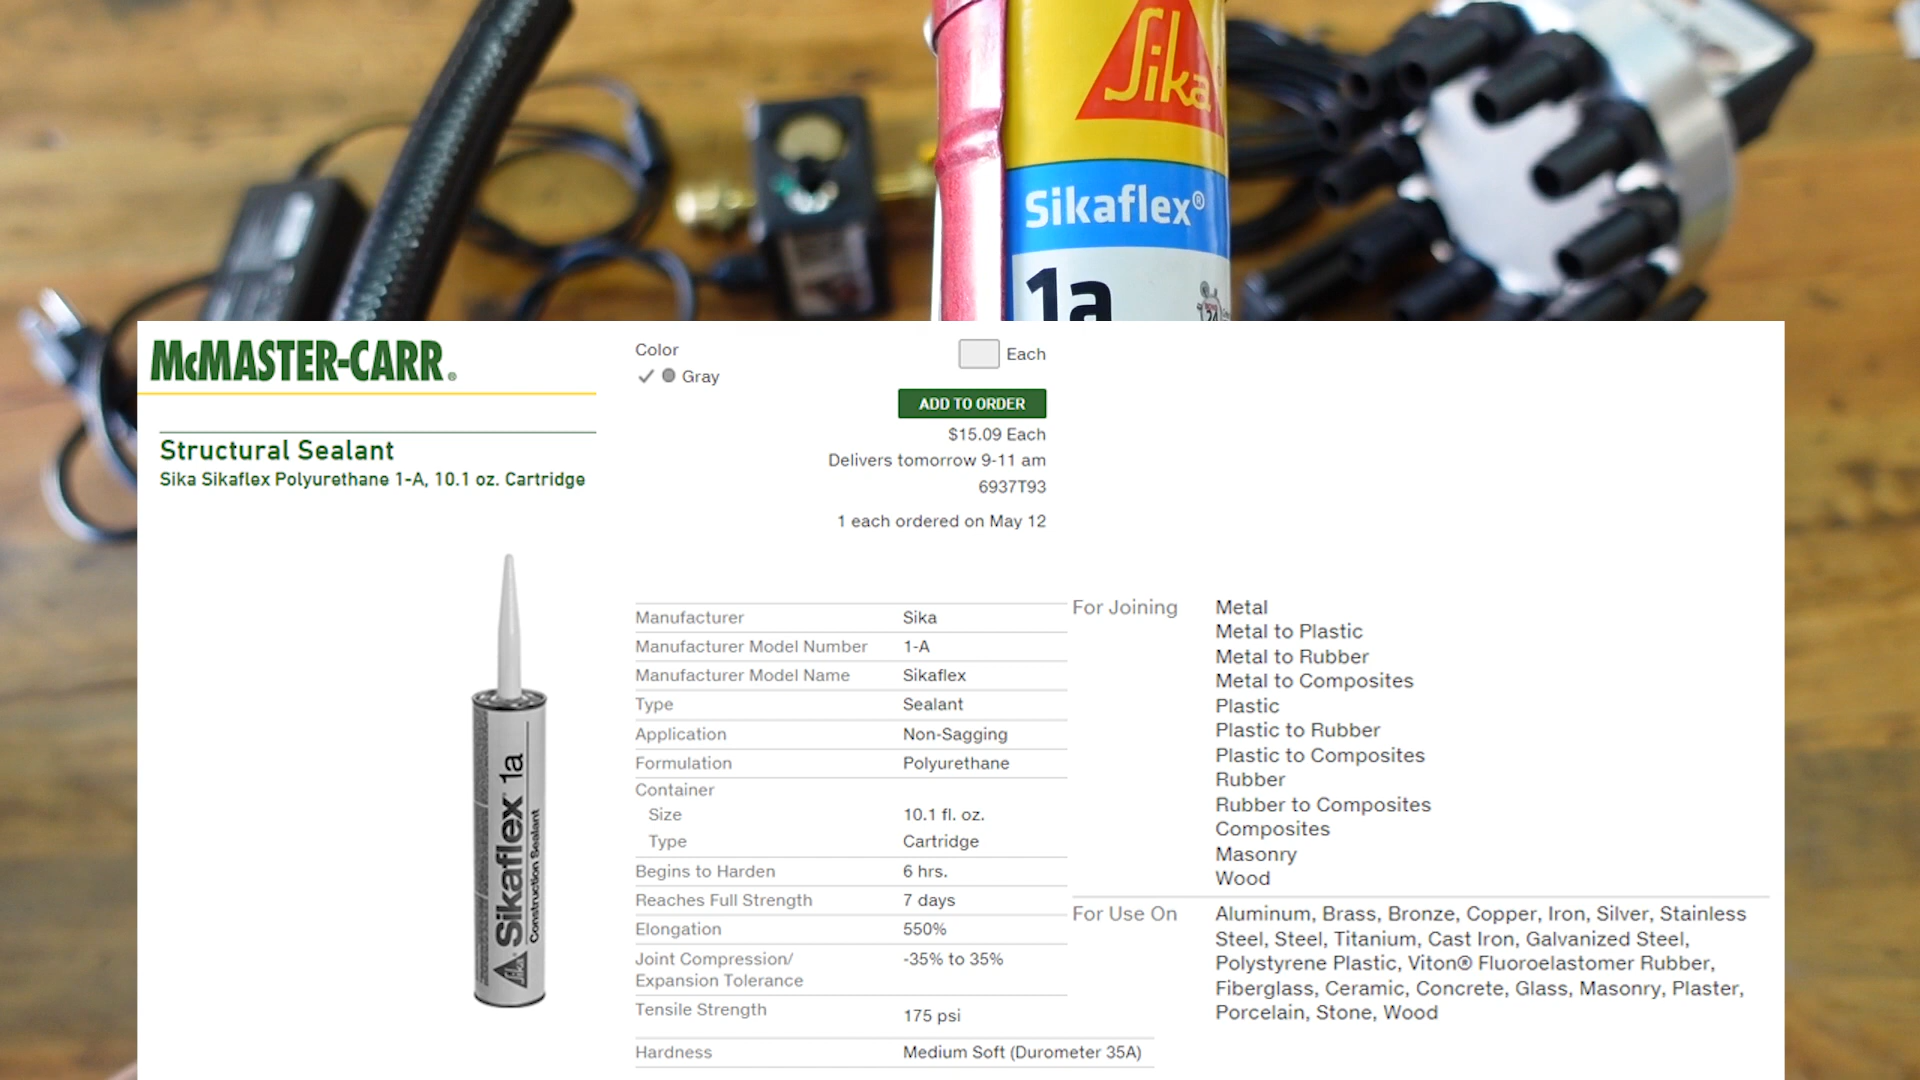 Sika
Sikaflex®
1a
24
McMASTER-CARR®
Structural Sealant
Sika Sikaflex Polyurethane 1-A, 10.1 oz. Cartridge
Sika
Sikaflex 1a
Construction Sealant
Color
Gray
Each
ADD TO ORDER
$15.09 Each
Delivers tomorrow 9-11 am
6937T93
1 each ordered on May 12
Manufacturer Sika
Manufacturer Model Number 1-A
Manufacturer Model Name Sikaflex
Type Sealant
Application Non-Sagging
Formulation Polyurethane
Container
Size 10.1 fl. oz.
Type Cartridge
Begins to Harden 6 hrs.
Reaches Full Strength 7 days
Elongation 550%
Joint Compression/ -35% to 35%
Expansion Tolerance
Tensile Strength 175 psi
Hardness Medium Soft (Durometer 35A)
For Joining Metal
Metal to Plastic
Metal to Rubber
Metal to Composites
Plastic
Plastic to Rubber
Plastic to Composites
Rubber
Rubber to Composites
Composites
Masonry
Wood
For Use On Aluminum, Brass, Bronze, Copper, Iron, Silver, Stainless
Steel, Steel, Titanium, Cast Iron, Galvanized Steel,
Polystyrene Plastic, Viton® Fluoroelastomer Rubber,
Fiberglass, Ceramic, Concrete, Glass, Masonry, Plaster,
Porcelain, Stone, Wood